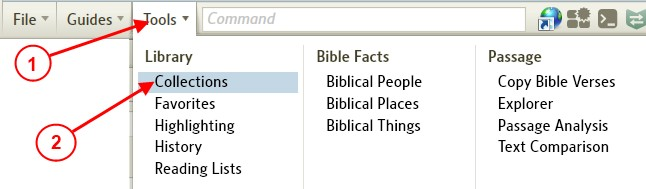 File Guides Tools Command
1
Library Bible Facts Passage
Collections Biblical People Copy Bible Verses
Favorites Biblical Places Explorer
2 Highlighting Biblical Things Passage Analysis
History Text Comparison
Reading Lists